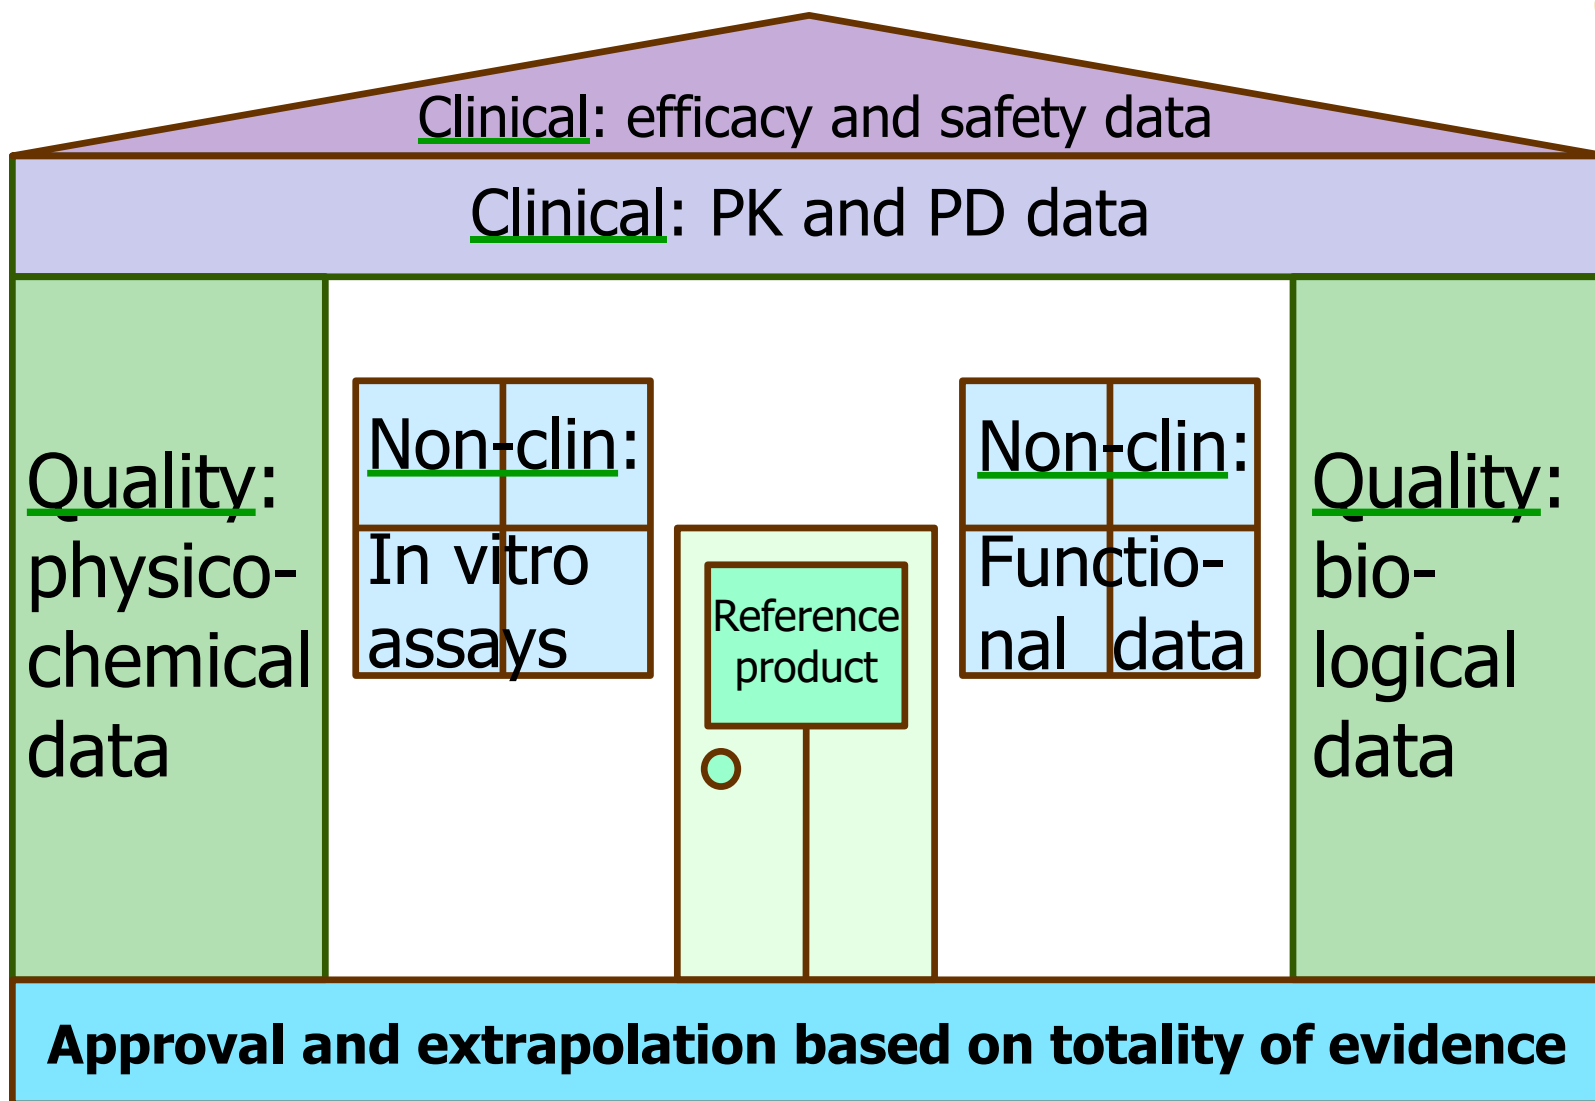 Clinical: efficacy and safety data
Clinical: PK and PD data
Quality:
physico-
chemical
data
Non-clin:
In vitro
assays
Reference
product
Non-clin:
Functio-
nal data
Quality:
bio-
logical
data
Approval and extrapolation based on totality of evidence